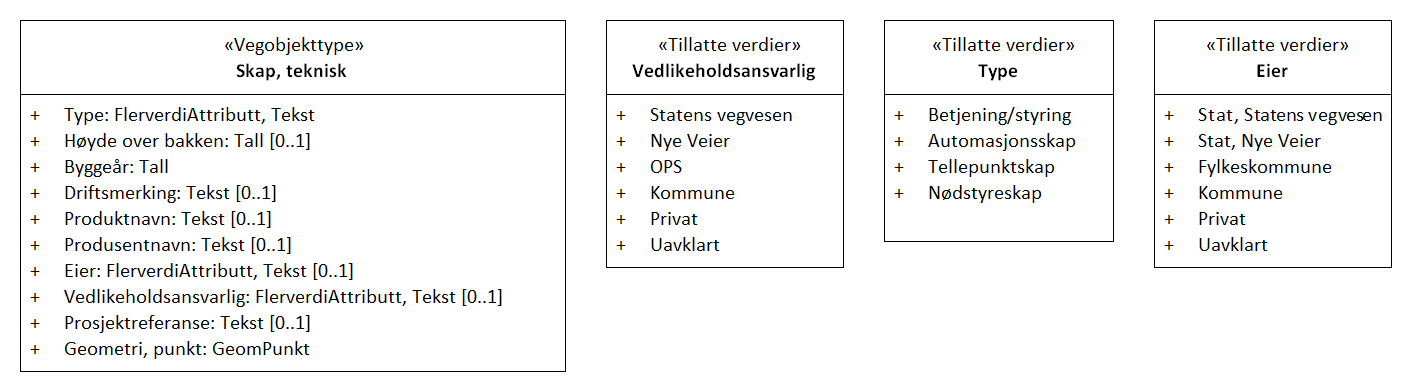 «Vegobjekttype»
Skap, teknisk
+ Type: FlerverdiAttributt, Tekst
+ Høyde over bakken: Tall [0..1]
+ Byggeår: Tall
+ Driftsmerking: Tekst [0..1]
+ Produktnavn: Tekst [0..1]
+ Produsentnavn: Tekst [0..1]
+ Eier: FlerverdiAttributt, Tekst [0..1]
+ Vedlikeholdsansvarlig: FlerverdiAttributt, Tekst [0..1]
+ Prosjektreferanse: Tekst [0..1]
+ Geometri, punkt: GeomPunkt
«Tillatte verdier»
Vedlikeholdsansvarlig
+ Statens vegvesen
+ Nye Veier
+ OPS
+ Kommune
+ Privat
+ Uavklart
«Tillatte verdier»
Type
+ Betjening/styring
+ Automasjonsskap
+ Tellepunktskap
+ Nødstyreskap
«Tillatte verdier»
Eier
+ Stat, Statens vegvesen
+ Stat, Nye Veier
+ Fylkeskommune
+ Kommune
+ Privat
+ Uavklart